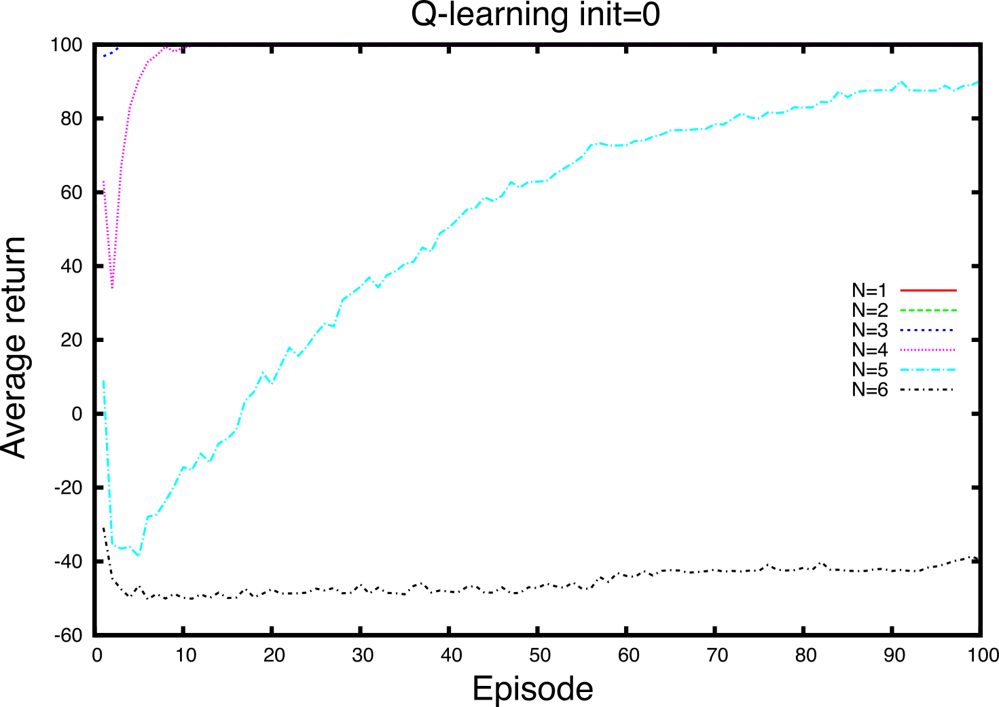 Q-learning init=0
100
80
60
40
20
0
-20
-40
-60
Average return
N=1
N=2
N=3
N=4
N=5
N=6
0 10 20 30 40 50 60 70 80 90 100
Episode